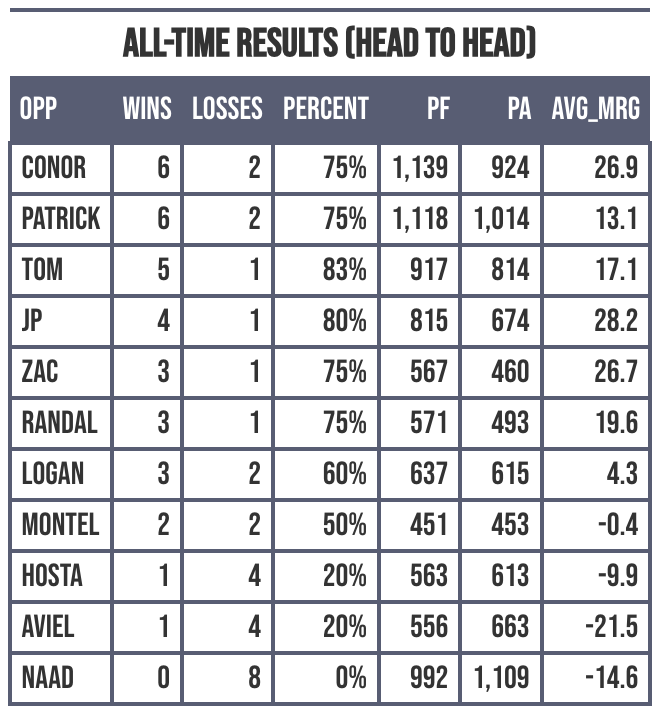 ALL-TIME RESULTS (HEAD TO HEAD)
OPP WINS LOSSES PERCENT PF PA AVG_MRG
CONOR 6 2 75% 1,139 924 26.9
PATRICK 6 2 75% 1,118 1,014 13.1
TOM 5 1 83% 917 814 17.1
JP 4 1 80% 815 674 28.2
ZAC 3 1 75% 567 460 26.7
RANDAL 3 1 75% 571 493 19.6
LOGAN 3 2 60% 637 615 4.3
MONTEL 2 2 50% 451 453 -0.4
HOSTA 1 4 20% 563 613 -9.9
AVIEL 1 4 20% 556 663 -21.5
NAAD 0 8 0% 992 1,109 -14.6